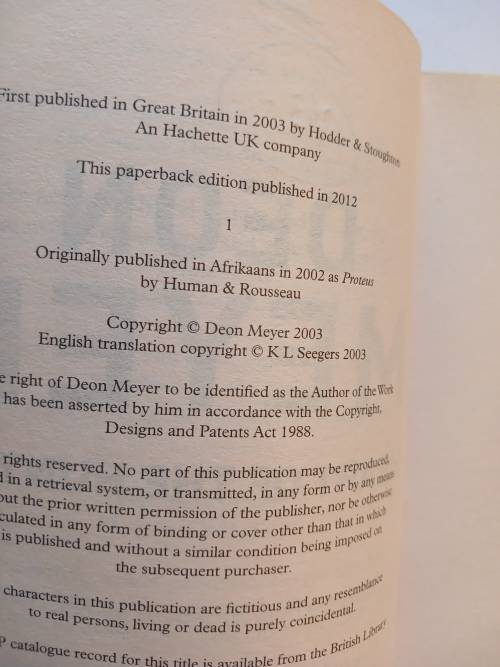 First published in Great Britain in 2003 by Hodder & Stoughton
An Hachette UK company
This paperback edition published in 2012
1
Originally published in Afrikaans in 2002 as Proteus
by Human & Rousseau
Copyright © Deon Meyer 2003
English translation copyright © K L Seegers 2003
e right of Deon Meyer to be identified as the Author of the Work
has been asserted by him in accordance with the Copyright,
Designs and Patents Act 1988.
rights reserved. No part of this publication may be reproduced,
d in a retrieval system, or transmitted, in any form or by any means
out the prior written permission of the publisher, nor be otherwise
culated in any form of binding or cover other than that in which
is published and without a similar condition being imposed on
the subsequent purchaser.
characters in this publication are fictitious and any resemblance
to real persons, living or dead is purely coincidental.
P catalogue record for this title is available from the British Library